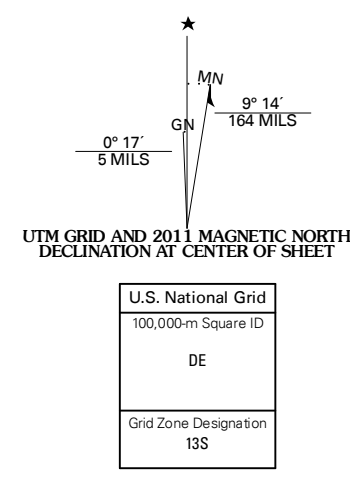 ★
MN
GN
9° 14´
164 MILS
0° 17´
5 MILS
UTM GRID AND 2011 MAGNETIC NORTH
DECLINATION AT CENTER OF SHEET
U.S. National Grid
100,000-m Square ID
DE
Grid Zone Designation
13S